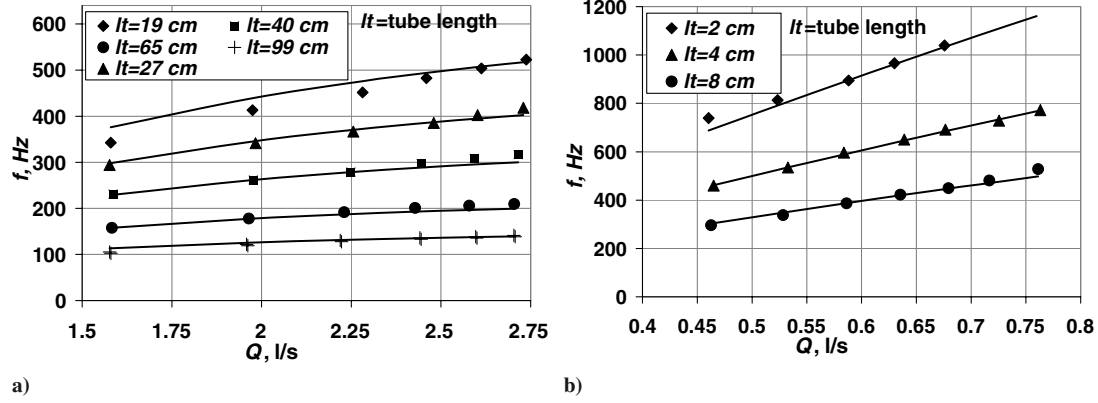 lt=19 cm
lt=40 cm
lt=65 cm
lt=99 cm
lt=27 cm
lt=tube length
600
500
400
300
200
100
0
f, Hz
1.5 1.75 2 2.25 2.5 2.75
Q, l/s
a)
lt=2 cm
lt=4 cm
lt=8 cm
lt=tube length
1200
1000
800
600
400
200
0
f, Hz
0.4 0.45 0.5 0.55 0.6 0.65 0.7 0.75 0.8
Q, l/s
b)